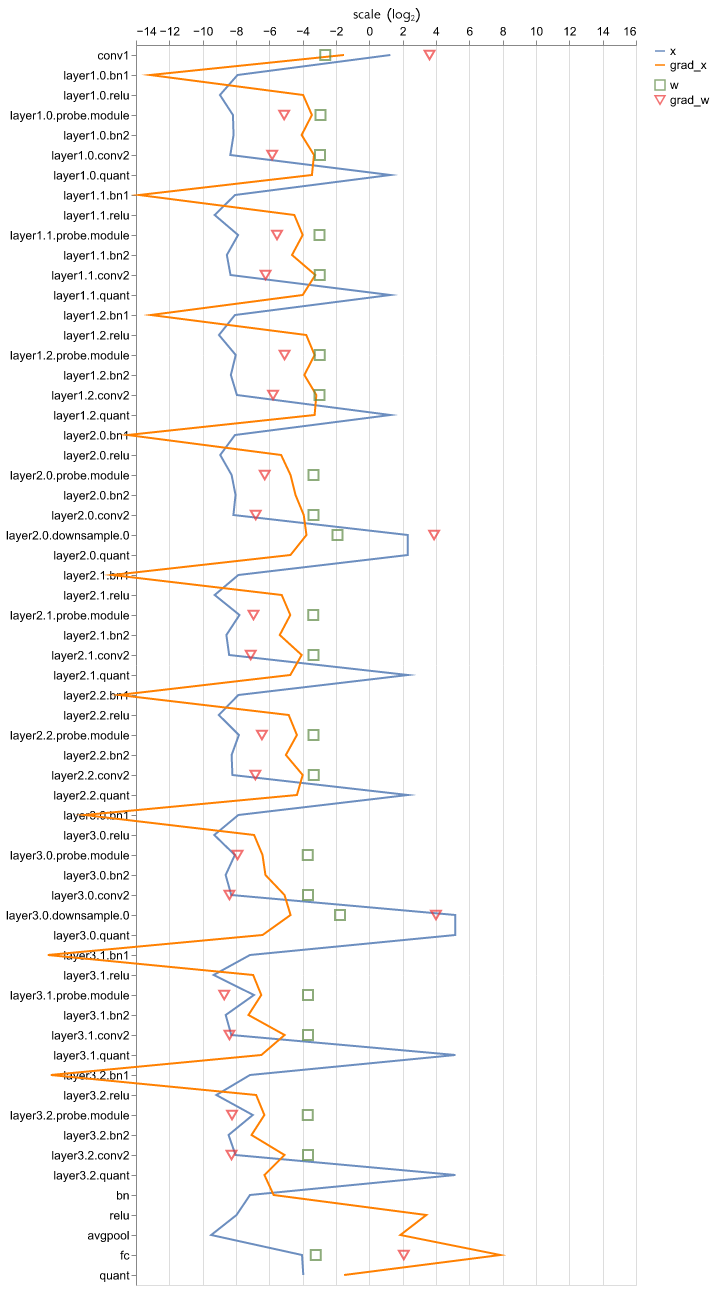 scale (log₂)
−14 −12 −10 −8 −6 −4 −2 0 2 4 6 8 10 12 14 16
conv1
layer1.0.bn1
layer1.0.relu
layer1.0.probe.module
layer1.0.bn2
layer1.0.conv2
layer1.0.quant
layer1.1.bn1
layer1.1.relu
layer1.1.probe.module
layer1.1.bn2
layer1.1.conv2
layer1.1.quant
layer1.2.bn1
layer1.2.relu
layer1.2.probe.module
layer1.2.bn2
layer1.2.conv2
layer1.2.quant
layer2.0.bn1
layer2.0.relu
layer2.0.probe.module
layer2.0.bn2
layer2.0.conv2
layer2.0.downsample.0
layer2.0.quant
layer2.1.bn1
layer2.1.relu
layer2.1.probe.module
layer2.1.bn2
layer2.1.conv2
layer2.1.quant
layer2.2.bn1
layer2.2.relu
layer2.2.probe.module
layer2.2.bn2
layer2.2.conv2
layer2.2.quant
layer3.0.bn1
layer3.0.relu
layer3.0.probe.module
layer3.0.bn2
layer3.0.conv2
layer3.0.downsample.0
layer3.0.quant
layer3.1.bn1
layer3.1.relu
layer3.1.probe.module
layer3.1.bn2
layer3.1.conv2
layer3.1.quant
layer3.2.bn1
layer3.2.relu
layer3.2.probe.module
layer3.2.bn2
layer3.2.conv2
layer3.2.quant
bn
relu
avgpool
fc
quant
x
grad_x
w
grad_w